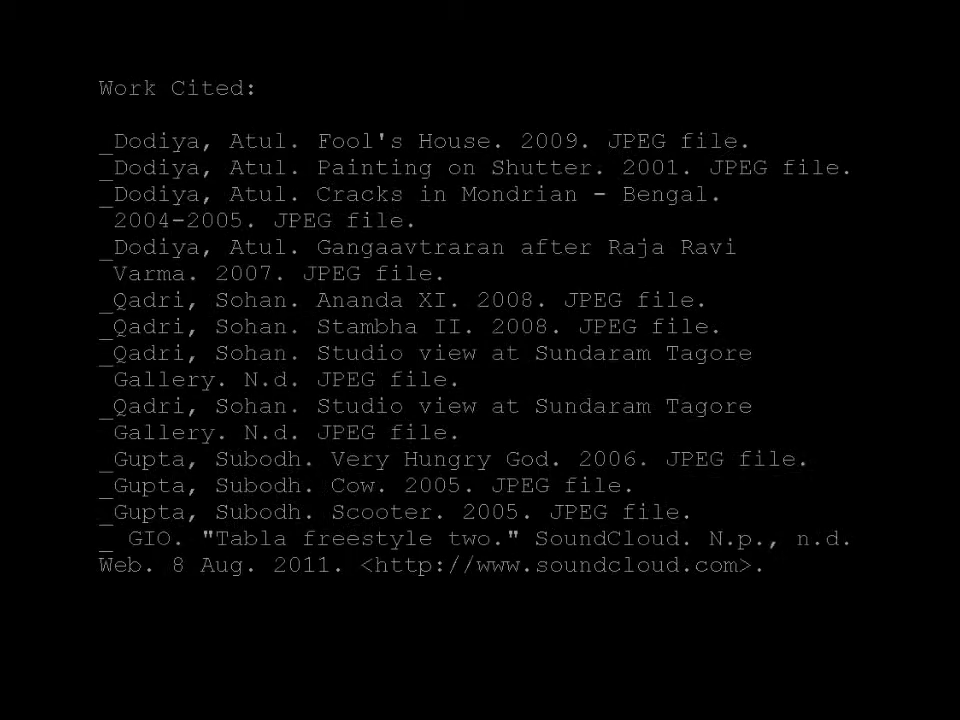 Work Cited:
_Dodiya, Atul. Fool's House. 2009. JPEG file.
_Dodiya, Atul. Painting on Shutter. 2001. JPEG file.
_Dodiya, Atul. Cracks in Mondrian - Bengal.
2004-2005. JPEG file.
_Dodiya, Atul. Gangaavtraran after Raja Ravi
Varma. 2007. JPEG file.
_Qadri, Sohan. Ananda XI. 2008. JPEG file.
_Qadri, Sohan. Stambha II. 2008. JPEG file.
_Qadri, Sohan. Studio view at Sundaram Tagore
Gallery. N.d. JPEG file.
_Qadri, Sohan. Studio view at Sundaram Tagore
Gallery. N.d. JPEG file.
_Gupta, Subodh. Very Hungry God. 2006. JPEG file.
_Gupta, Subodh. Cow. 2005. JPEG file.
_Gupta, Subodh. Scooter. 2005. JPEG file.
_ GIO. "Tabla freestyle two." SoundCloud. N.p., n.d.
Web. 8 Aug. 2011. <http://www.soundcloud.com>.